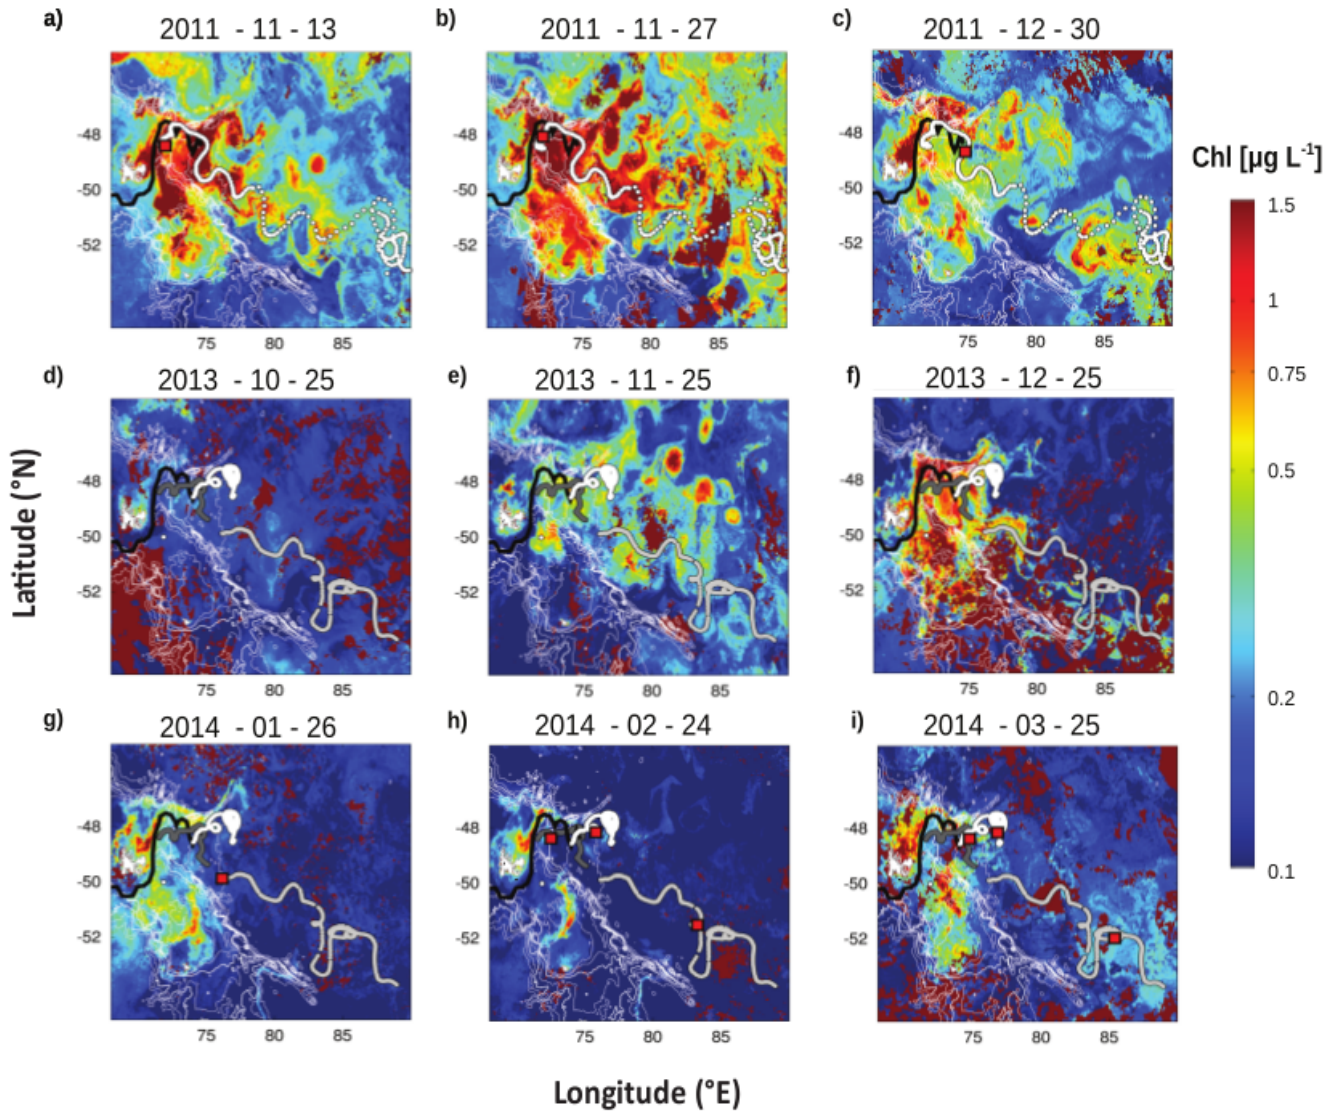 a) 2011 - 11 - 13
b) 2011 - 11 - 27
c) 2011 - 12 - 30
-48
-50
-52
75 80 85
-48
-50
-52
75 80 85
-48
-50
-52
75 80 85
Chl [µg L-1]
1.5
1
0.75
0.5
0.2
0.1
d) 2013 - 10 - 25
e) 2013 - 11 - 25
f) 2013 - 12 - 25
-48
-50
-52
75 80 85
-48
-50
-52
75 80 85
-48
-50
-52
75 80 85
g) 2014 - 01 - 26
h) 2014 - 02 - 24
i) 2014 - 03 - 25
-48
-50
-52
75 80 85
-48
-50
-52
75 80 85
-48
-50
-52
75 80 85
Latitude (°N)
Longitude (°E)